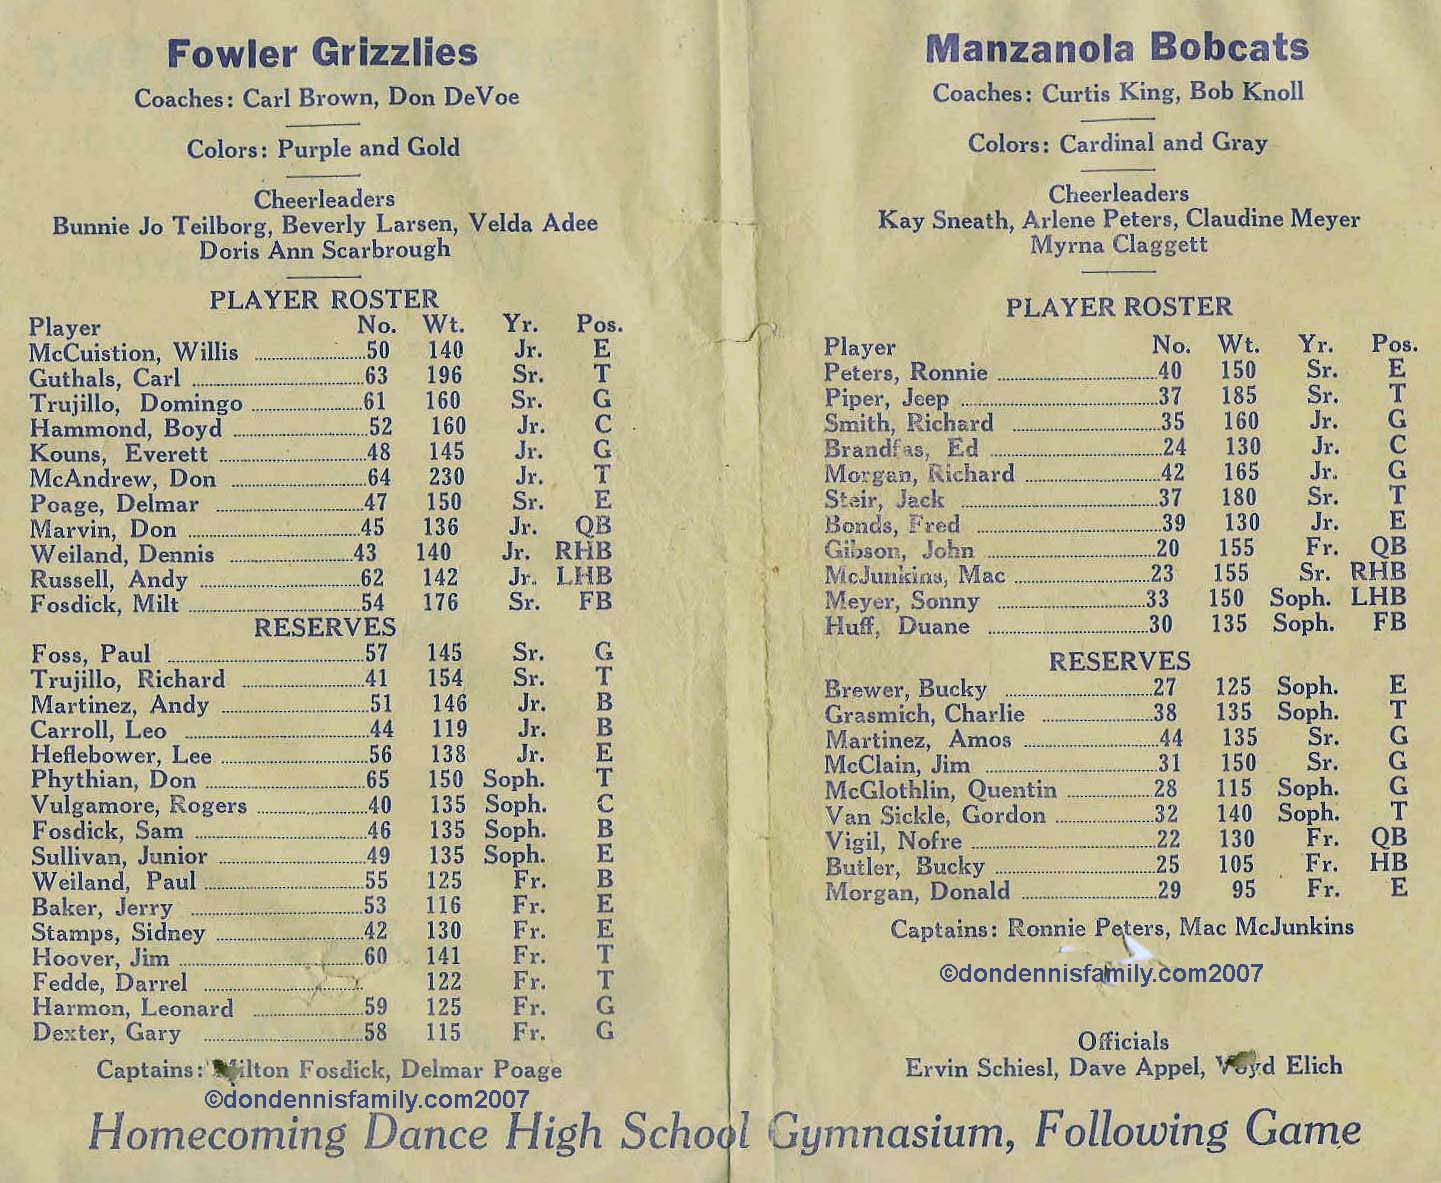 Fowler Grizzlies
Coaches: Carl Brown, Don DeVoe
Colors: Purple and Gold
Cheerleaders
Bunnie Jo Teilborg, Beverly Larsen, Velda Adee
Doris Ann Scarbrough
PLAYER ROSTER
Player No. Wt. Yr. Pos.
McCuistion, Willis 50 140 Jr. E
Guthals, Carl 63 196 Sr. T
Trujillo, Domingo 61 160 Sr. G
Hammond, Boyd 52 160 Jr. C
Kouns, Everett 48 145 Jr. G
McAndrew, Don 64 230 Jr. T
Poage, Delmar 47 150 Sr. E
Marvin, Don 45 136 Jr. QB
Weiland, Dennis 43 140 Jr. RHB
Russell, Andy 62 142 Jr. LHB
Fosdick, Milt 54 176 Sr. FB
RESERVES
Foss, Paul 57 145 Sr. G
Trujillo, Richard 41 154 Sr. T
Martinez, Andy 51 146 Jr. B
Carroll, Leo 44 119 Jr. B
Heflebower, Lee 56 138 Jr. E
Phythian, Don 65 150 Soph. T
Vulgamore, Rogers 40 135 Soph. C
Fosdick, Sam 46 135 Soph. B
Sullivan, Junior 49 135 Soph. E
Weiland, Paul 55 125 Fr. B
Baker, Jerry 53 116 Fr. E
Stamps, Sidney 42 130 Fr. E
Hoover, Jim 60 141 Fr. T
Fedde, Darrel 122 Fr. T
Harmon, Leonard 59 125 Fr. G
Dexter, Gary 58 115 Fr. G
Captains: Milton Fosdick, Delmar Poage
©dondennisfamily.com2007
Manzanola Bobcats
Coaches: Curtis King, Bob Knoll
Colors: Cardinal and Gray
Cheerleaders
Kay Sneath, Arlene Peters, Claudine Meyer
Myrna Claggett
PLAYER ROSTER
Player No. Wt. Yr. Pos.
Peters, Ronnie 40 150 Sr. E
Piper, Jeep 37 185 Sr. T
Smith, Richard 35 160 Jr. G
Brandfas, Ed 24 130 Jr. C
Morgan, Richard 42 165 Jr. G
Steir, Jack 37 180 Sr. T
Bonds, Fred 39 130 Jr. E
Gibson, John 20 155 Fr. QB
McJunkins, Mac 23 155 Sr. RHB
Meyer, Sonny 33 150 Soph. LHB
Huff, Duane 30 135 Soph. FB
RESERVES
Brewer, Bucky 27 125 Soph. E
Grasmich, Charlie 38 135 Soph. T
Martinez, Amos 44 135 Sr. G
McClain, Jim 31 150 Sr. G
McGlothlin, Quentin 28 115 Soph. G
Van Sickle, Gordon 32 140 Soph. T
Vigil, Nofre 22 130 Fr. QB
Butler, Bucky 25 105 Fr. HB
Morgan, Donald 29 95 Fr. E
Captains: Ronnie Peters, Mac McJunkins
©dondennisfamily.com2007
Officials
Ervin Schiesl, Dave Appel, Elich
Homecoming Dance High School Gymnasium, Following Game